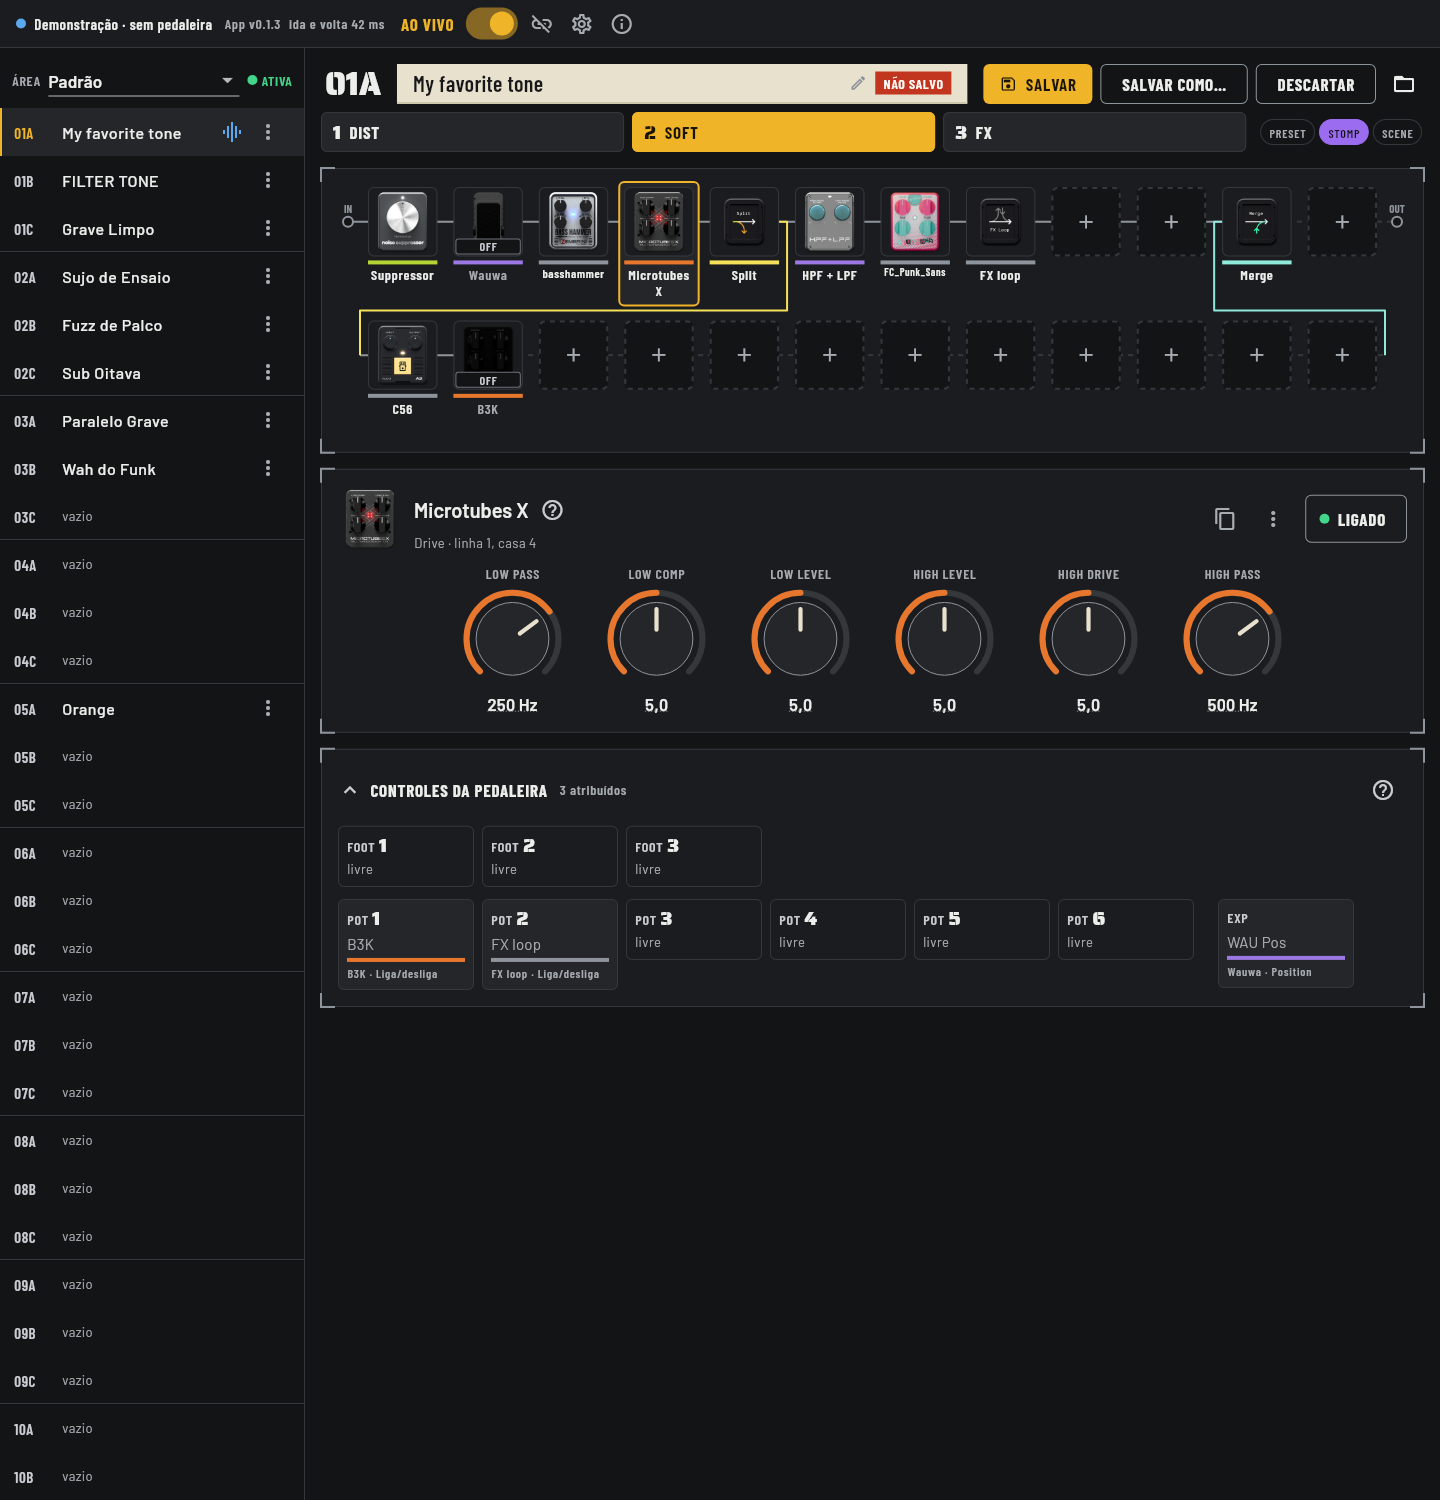 Demonstração · sem pedaleira App v0.1.3 Ida e volta 42 ms AO VIVO
ÁREA Padrão ATIVA
01A My favorite tone
01B FILTER TONE
01C Grave Limpo
02A Sujo de Ensaio
02B Fuzz de Palco
02C Sub Oitava
03A Paralelo Grave
03B Wah do Funk
03C vazio
04A vazio
04B vazio
04C vazio
05A Orange
05B vazio
05C vazio
06A vazio
06B vazio
06C vazio
07A vazio
07B vazio
07C vazio
08A vazio
08B vazio
08C vazio
09A vazio
09B vazio
09C vazio
10A vazio
10B vazio
01A My favorite tone NÃO SALVO SALVAR SALVAR COMO... DESCARTAR
1 DIST 2 SOFT 3 FX PRESET STOMP SCENE
IN OUT
OFF
Suppressor Wauwa basshammer Microtubes X Split HPF + LPF FC_Punk_Sans FX loop Merge
OFF
C56 B3K
Microtubes X
Drive · linha 1, casa 4
LIGADO
LOW PASS LOW COMP LOW LEVEL HIGH LEVEL HIGH DRIVE HIGH PASS
250 Hz 5,0 5,0 5,0 5,0 500 Hz
CONTROLES DA PEDALEIRA 3 atribuídos
FOOT 1 FOOT 2 FOOT 3
livre livre livre
POT 1 POT 2 POT 3 POT 4 POT 5 POT 6 EXP
B3K FX loop livre livre livre livre WAU Pos
B3K · Liga/desliga FX loop · Liga/desliga Wauwa · Position